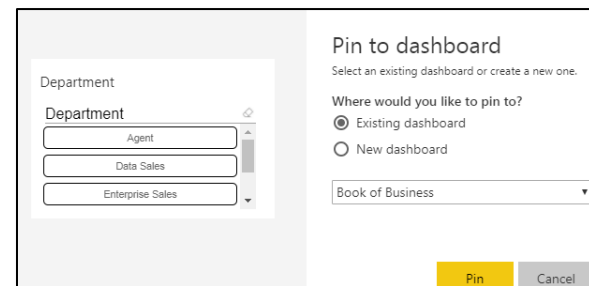 Department
Department
Agent
Data Sales
Enterprise Sales
Pin to dashboard
Select an existing dashboard or create a new one.
Where would you like to pin to?
Existing dashboard
New dashboard
Book of Business
Pin Cancel